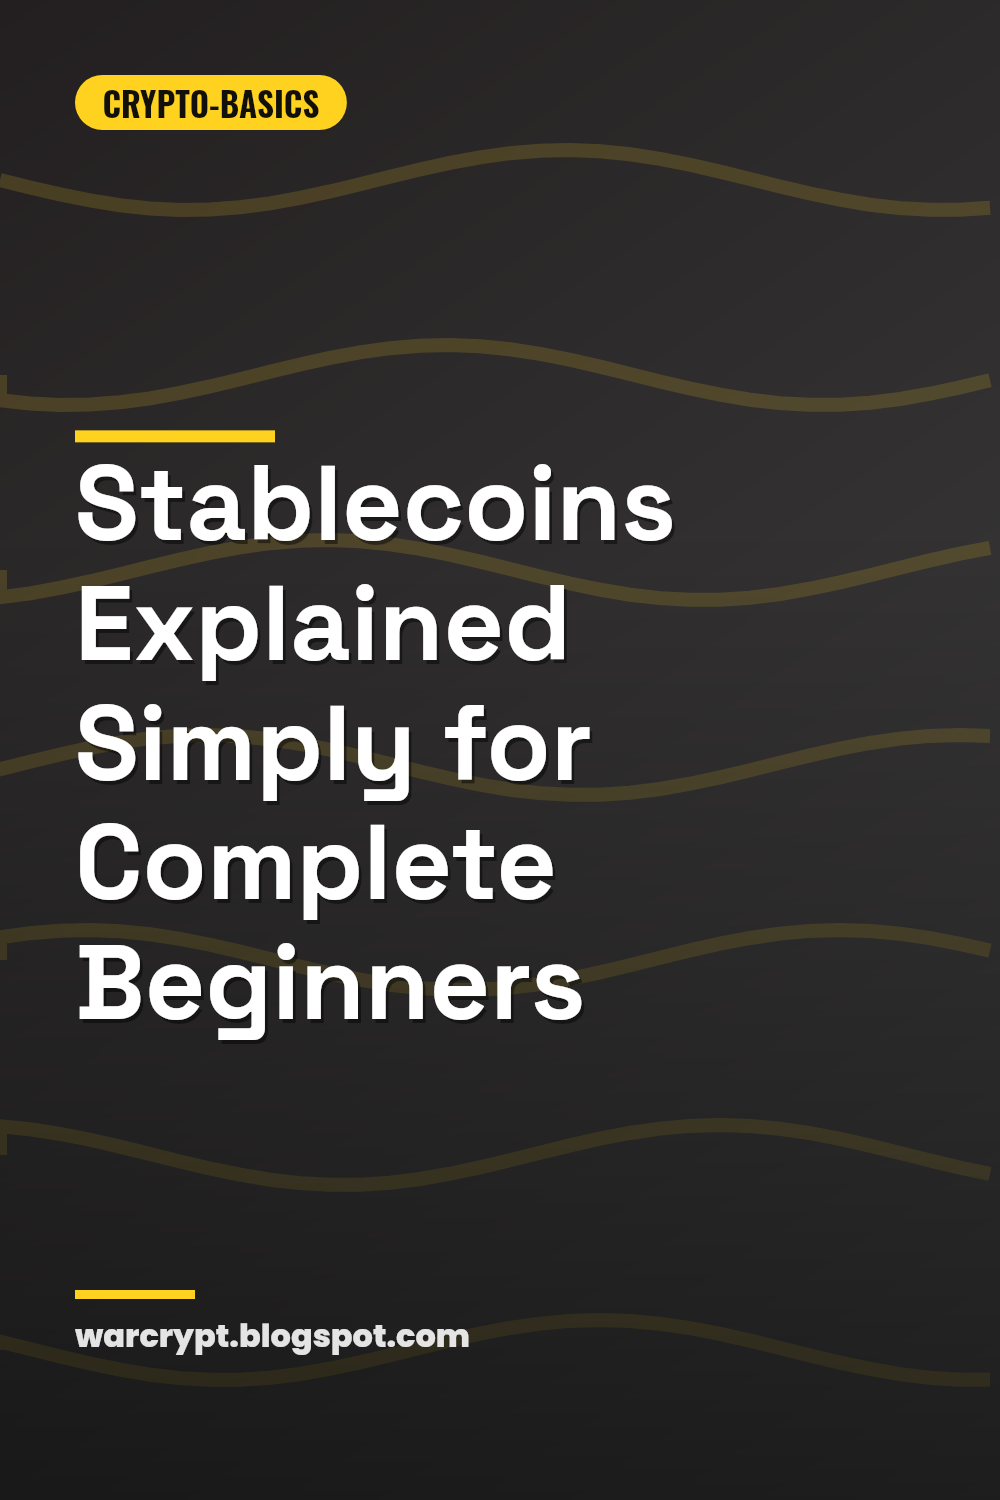 CRYPTO-BASICS
Stablecoins
Explained
Simply for
Complete
Beginners
warcrypt.blogspot.com